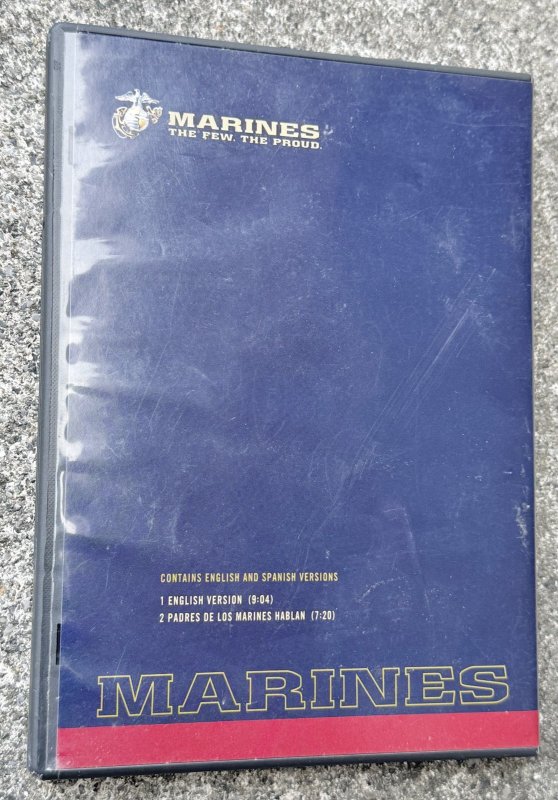 MARINES
THE FEW. THE PROUD.
CONTAINS ENGLISH AND SPANISH VERSIONS
1 ENGLISH VERSION (9:04)
2 PADRES DE LOS MARINES HABLAN (7:20)
MARINES